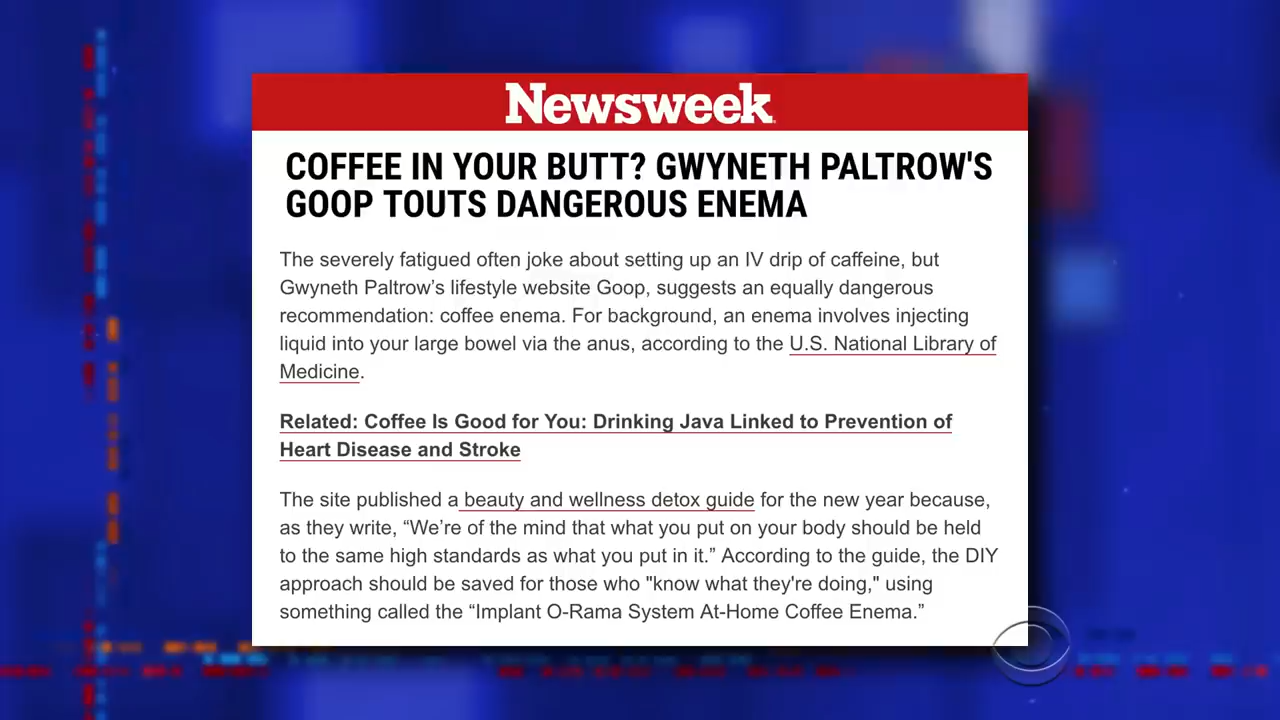 Newsweek
COFFEE IN YOUR BUTT? GWYNETH PALTROW'S
GOOP TOUTS DANGEROUS ENEMA
The severely fatigued often joke about setting up an IV drip of caffeine, but
Gwyneth Paltrow’s lifestyle website Goop, suggests an equally dangerous
recommendation: coffee enema. For background, an enema involves injecting
liquid into your large bowel via the anus, according to the U.S. National Library of
Medicine.
Related: Coffee Is Good for You: Drinking Java Linked to Prevention of
Heart Disease and Stroke
The site published a beauty and wellness detox guide for the new year because,
as they write, “We’re of the mind that what you put on your body should be held
to the same high standards as what you put in it.” According to the guide, the DIY
approach should be saved for those who "know what they're doing," using
something called the “Implant O-Rama System At-Home Coffee Enema.”